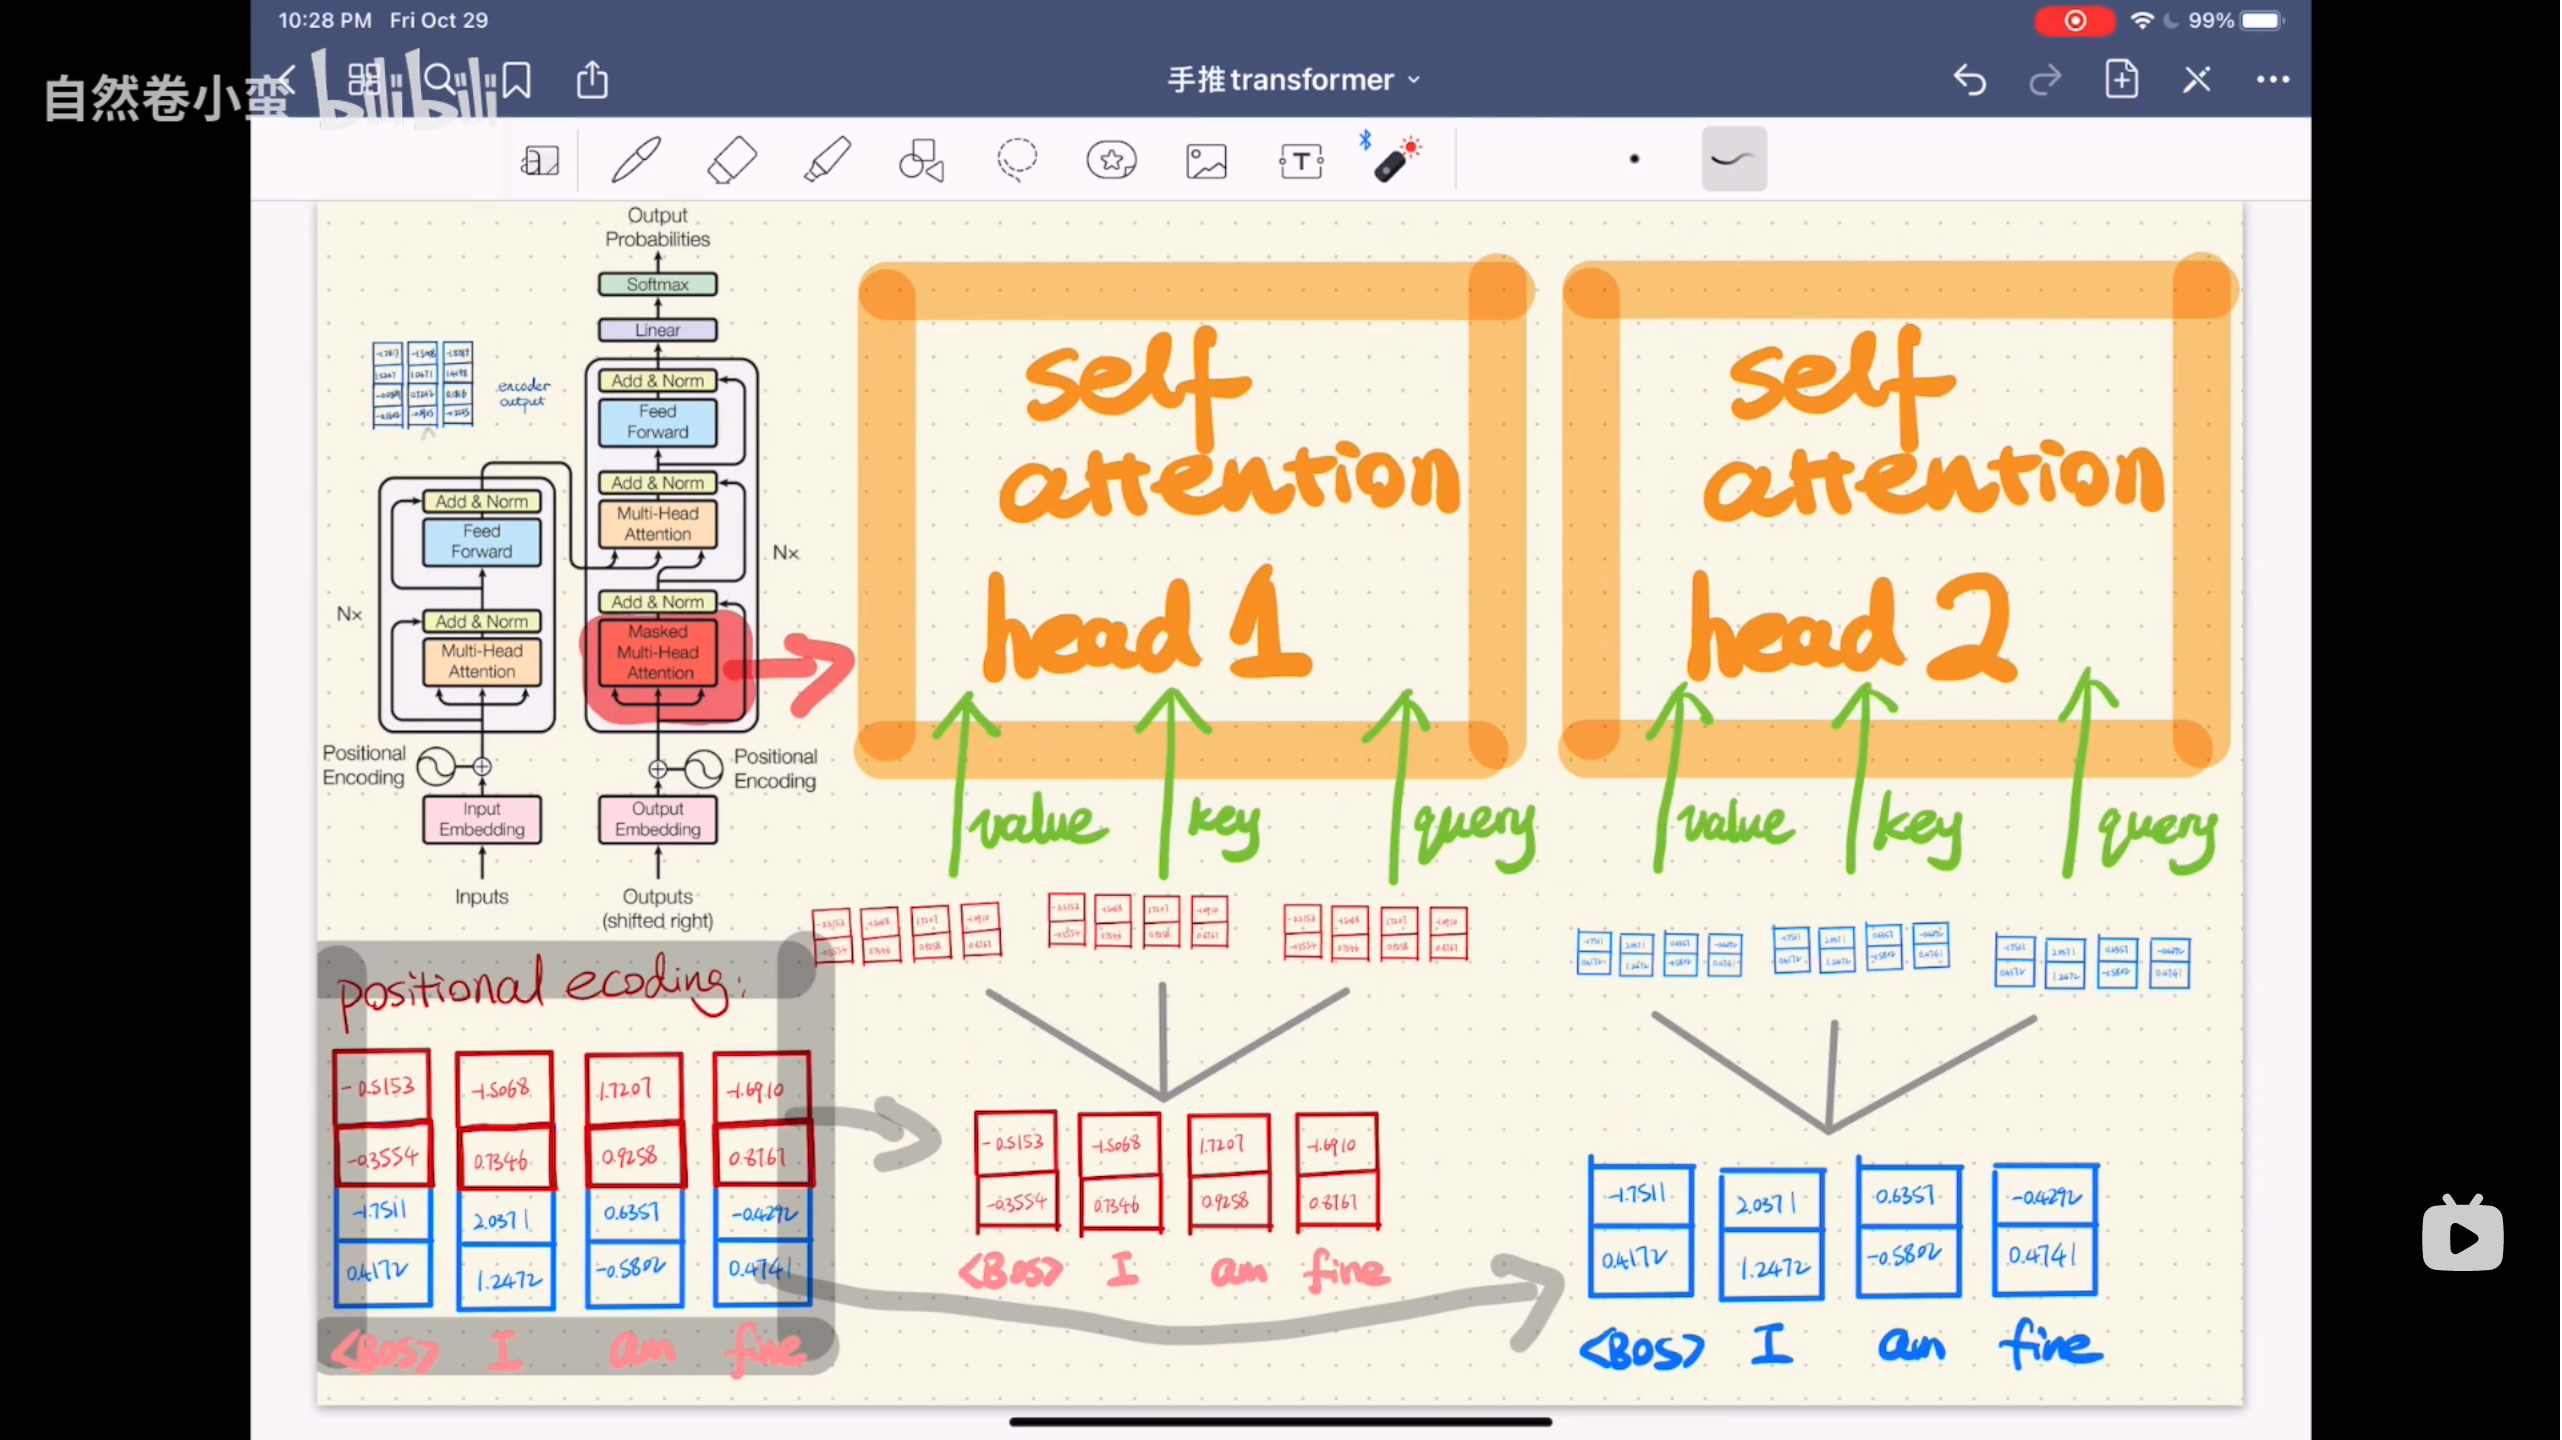 10:28 PM Fri Oct 29
99%
自然卷小蛮 bilibili
手推transformer
Output
Probabilities
Softmax
Linear
Add & Norm
Feed
Forward
Add & Norm
Multi-Head
Attention
Nx
Add & Norm
Masked
Multi-Head
Attention
encoder
output
Add & Norm
Feed
Forward
Nx
Add & Norm
Multi-Head
Attention
Positional
Encoding
Positional
Encoding
Input
Embedding
Output
Embedding
Inputs
Outputs
(shifted right)
self
attention
head 1
value key query
self
attention
head 2
value key query
positional ecoding:
-0.5153 -1.5068 1.7207 -1.6910
-0.3554 0.7346 0.9258 0.8767
-1.7511 2.0371 0.6357 -0.4292
0.4172 1.2472 -0.5802 0.4741
<BOS> I am fine
-0.5153 -1.5068 1.7207 -1.6910
-0.3554 0.7346 0.9258 0.8767
<BOS> I am fine
-1.7511 2.0371 0.6357 -0.4292
0.4172 1.2472 -0.5802 0.4741
<BOS> I am fine